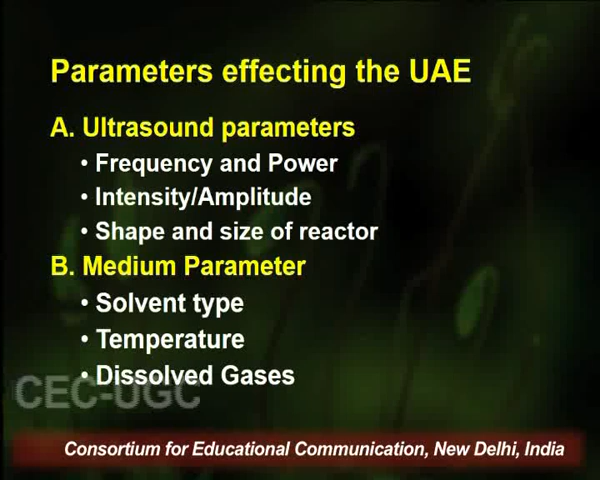 Parameters effecting the UAE
A. Ultrasound parameters
• Frequency and Power
• Intensity/Amplitude
• Shape and size of reactor
B. Medium Parameter
• Solvent type
• Temperature
• Dissolved Gases
CEC-UGC
Consortium for Educational Communication, New Delhi, India